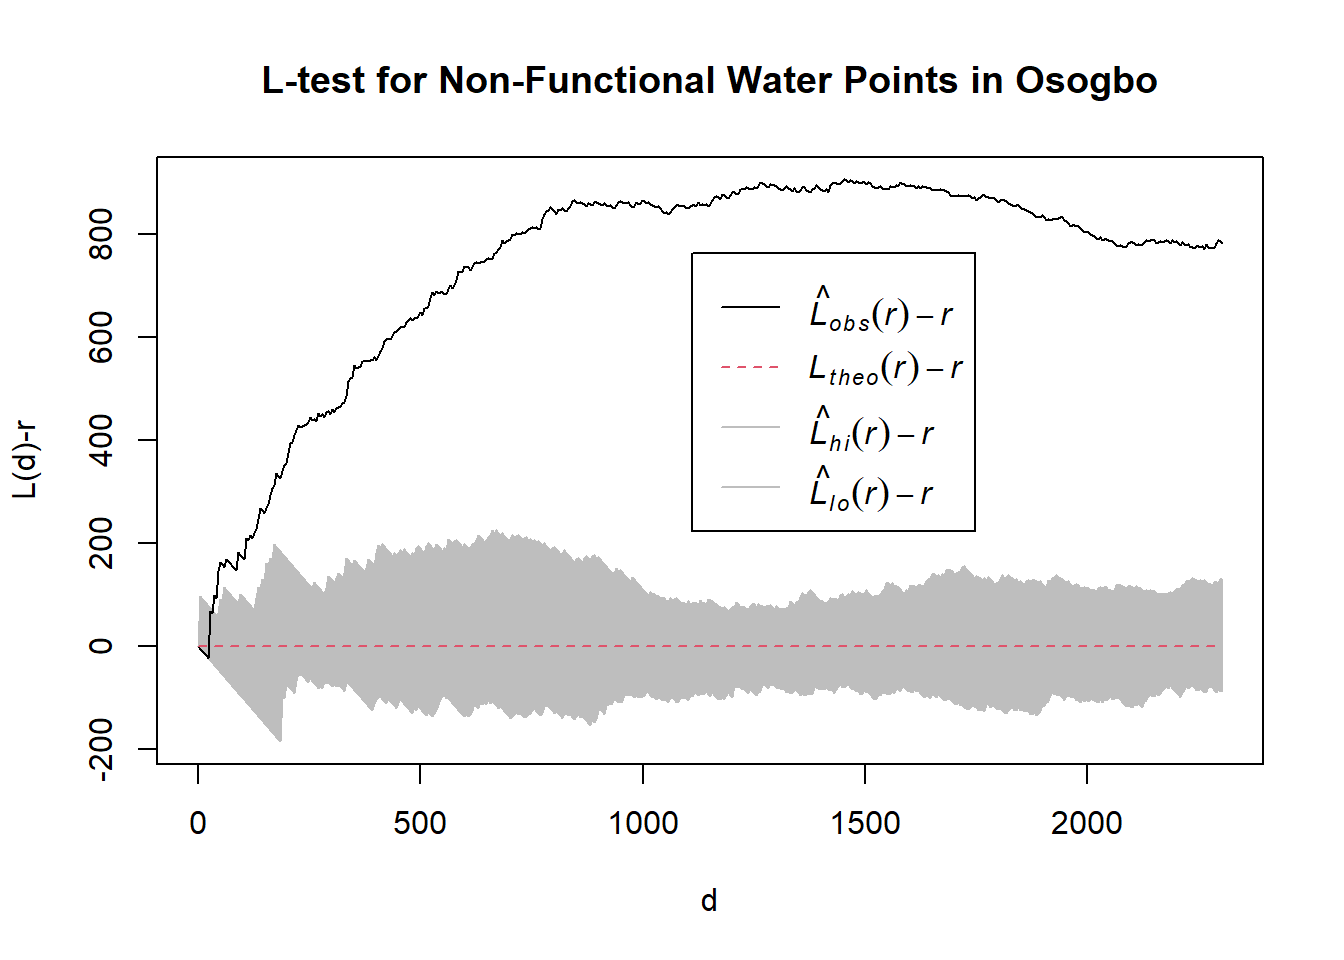 L-test for Non-Functional Water Points in Osogbo
L(d)-r
800
600
400
200
0
-200
L̂obs(r) – r
Ltheo(r) – r
L̂hi(r) – r
L̂lo(r) – r
0 500 1000 1500 2000
d